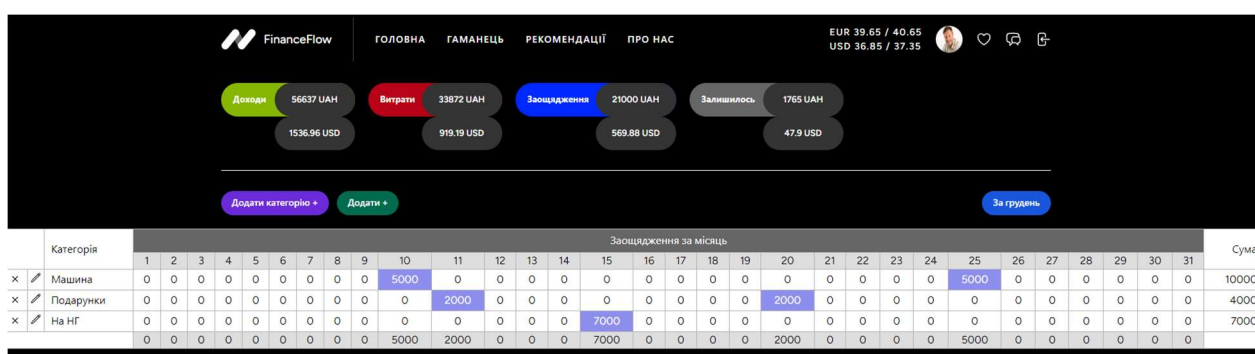 FinanceFlow ГОЛОВНА ГАМАНЕЦЬ РЕКОМЕНДАЦІЇ ПРО НАС EUR 39.65 / 40.65
USD 36.85 / 37.35
Доходи 56637 UAH Витрати 33872 UAH Заощадження 21000 UAH Залишилось 1765 UAH
1536.96 USD 919.19 USD 569.88 USD 47.9 USD
Додати категорію + Додати + За грудень
Категорія Заощадження за місяць Сума
1 2 3 4 5 6 7 8 9 10 11 12 13 14 15 16 17 18 19 20 21 22 23 24 25 26 27 28 29 30 31
Машина 0 0 0 0 0 0 0 0 0 5000 0 0 0 0 0 0 0 0 0 0 0 0 0 0 5000 0 0 0 0 0 0 10000
Подарунки 0 0 0 0 0 0 0 0 0 0 2000 0 0 0 0 0 0 0 0 2000 0 0 0 0 0 0 0 0 0 0 0 4000
На НГ 0 0 0 0 0 0 0 0 0 0 0 0 0 0 7000 0 0 0 0 0 0 0 0 0 0 0 0 0 0 0 0 7000
0 0 0 0 0 0 0 0 0 5000 2000 0 0 0 7000 0 0 0 0 2000 0 0 0 0 5000 0 0 0 0 0 0